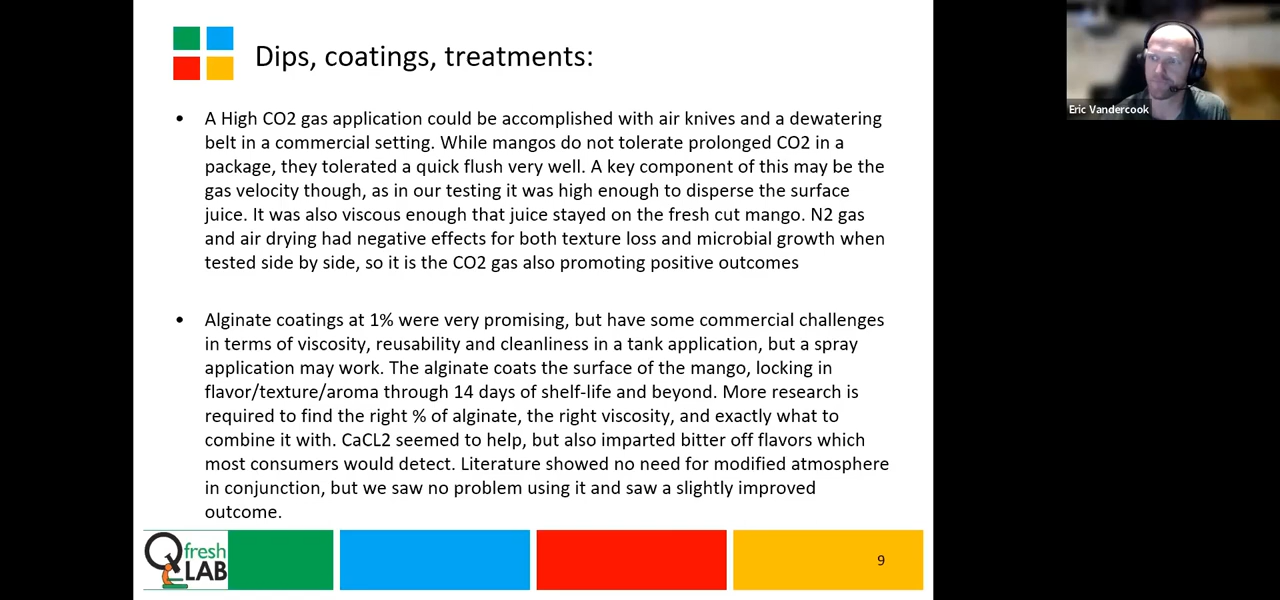 Dips, coatings, treatments:
• A High CO2 gas application could be accomplished with air knives and a dewatering
belt in a commercial setting. While mangos do not tolerate prolonged CO2 in a
package, they tolerated a quick flush very well. A key component of this may be the
gas velocity though, as in our testing it was high enough to disperse the surface
juice. It was also viscous enough that juice stayed on the fresh cut mango. N2 gas
and air drying had negative effects for both texture loss and microbial growth when
tested side by side, so it is the CO2 gas also promoting positive outcomes
• Alginate coatings at 1% were very promising, but have some commercial challenges
in terms of viscosity, reusability and cleanliness in a tank application, but a spray
application may work. The alginate coats the surface of the mango, locking in
flavor/texture/aroma through 14 days of shelf-life and beyond. More research is
required to find the right % of alginate, the right viscosity, and exactly what to
combine it with. CaCL2 seemed to help, but also imparted bitter off flavors which
most consumers would detect. Literature showed no need for modified atmosphere
in conjunction, but we saw no problem using it and saw a slightly improved
outcome.
Q fresh
LAB
9
Eric Vandercook